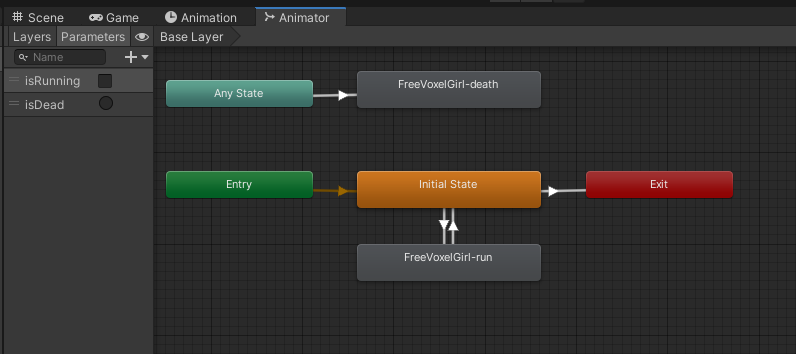 Scene Game Animation Animator
Layers Parameters Base Layer
Name
isRunning
isDead
Any State
FreeVoxelGirl-death
Entry
Initial State
Exit
FreeVoxelGirl-run